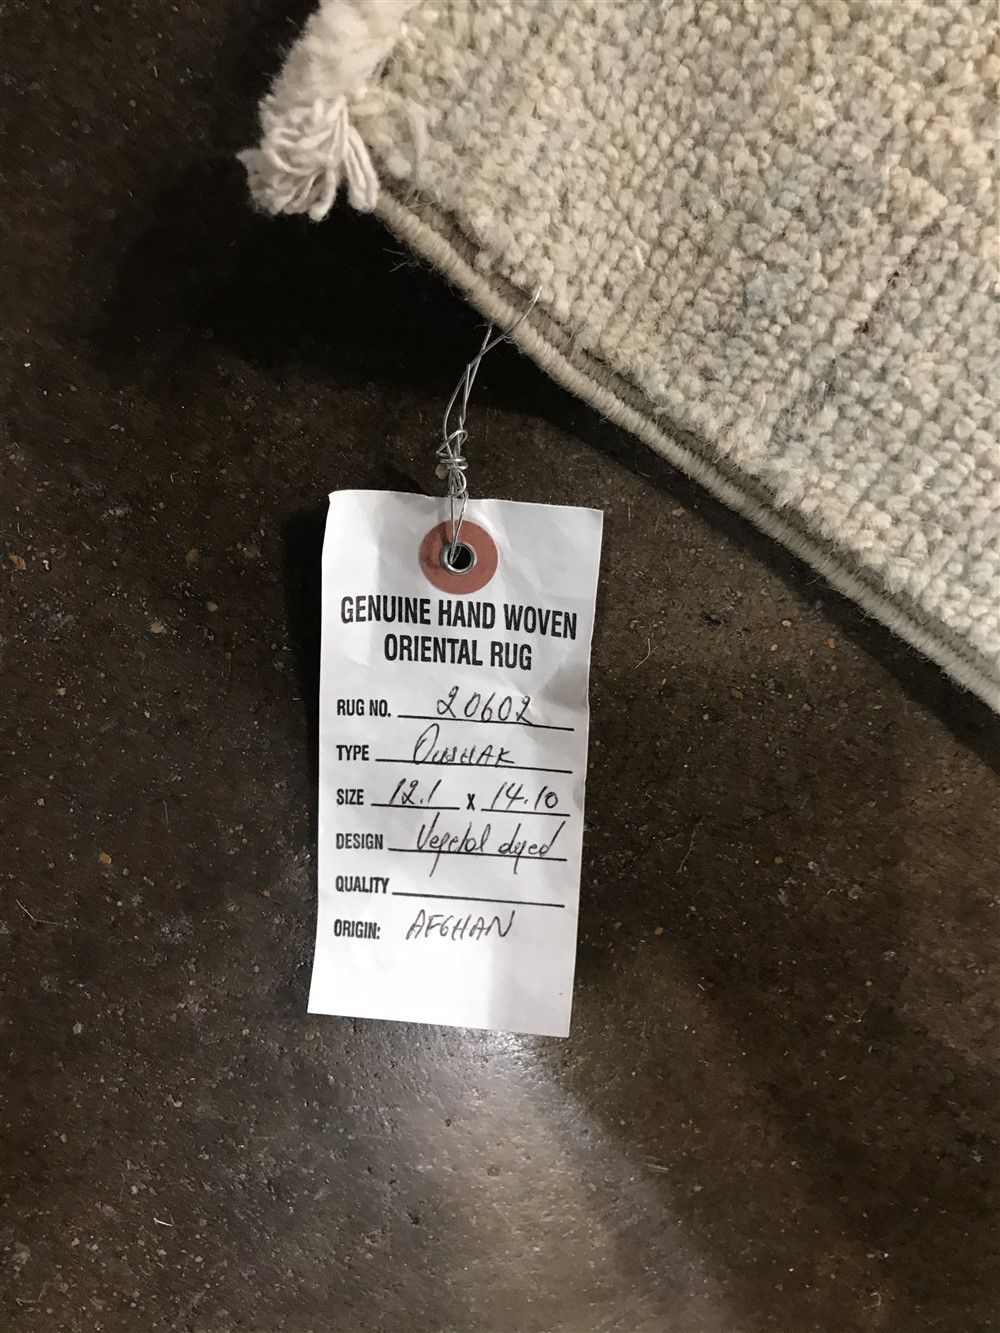 GENUINE HAND WOVEN
ORIENTAL RUG
RUG NO. 20602
TYPE OUSHAK
SIZE 12.1 x 14.10
DESIGN Vegetal dyed
QUALITY
ORIGIN: AFGHAN